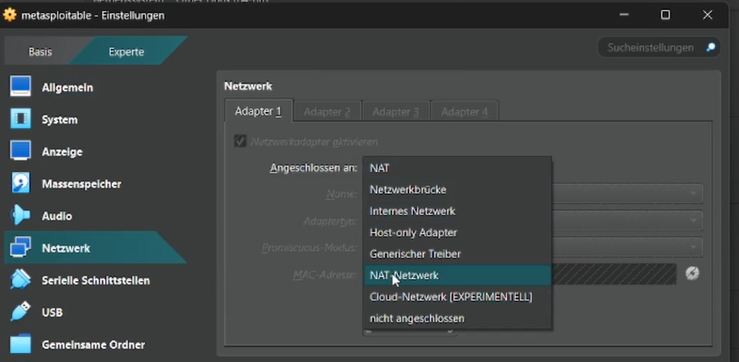 metasploitable - Einstellungen
Basis
Experte
Sucheinstellungen
Allgemein
System
Anzeige
Massenspeicher
Audio
Netzwerk
Serielle Schnittstellen
USB
Gemeinsame Ordner
Netzwerk
Adapter 1
Adapter 2
Adapter 3
Adapter 4
Netzwerkadapter aktivieren
Angeschlossen an:
Name:
Adaptertyp:
Promiscuous-Modus:
MAC-Adresse:
NAT
Netzwerkbrücke
Internes Netzwerk
Host-only Adapter
Generischer Treiber
NAT-Netzwerk
Cloud-Netzwerk [EXPERIMENTELL]
nicht angeschlossen